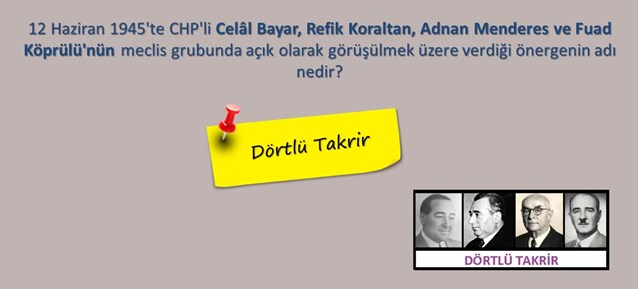 12 Haziran 1945'te CHP'li Celâl Bayar, Refik Koraltan, Adnan Menderes ve Fuad
Köprülü'nün meclis grubunda açık olarak görüşülmek üzere verdiği önergenin adı
nedir?
Dörtlü Takrir
DÖRTLÜ TAKRİR